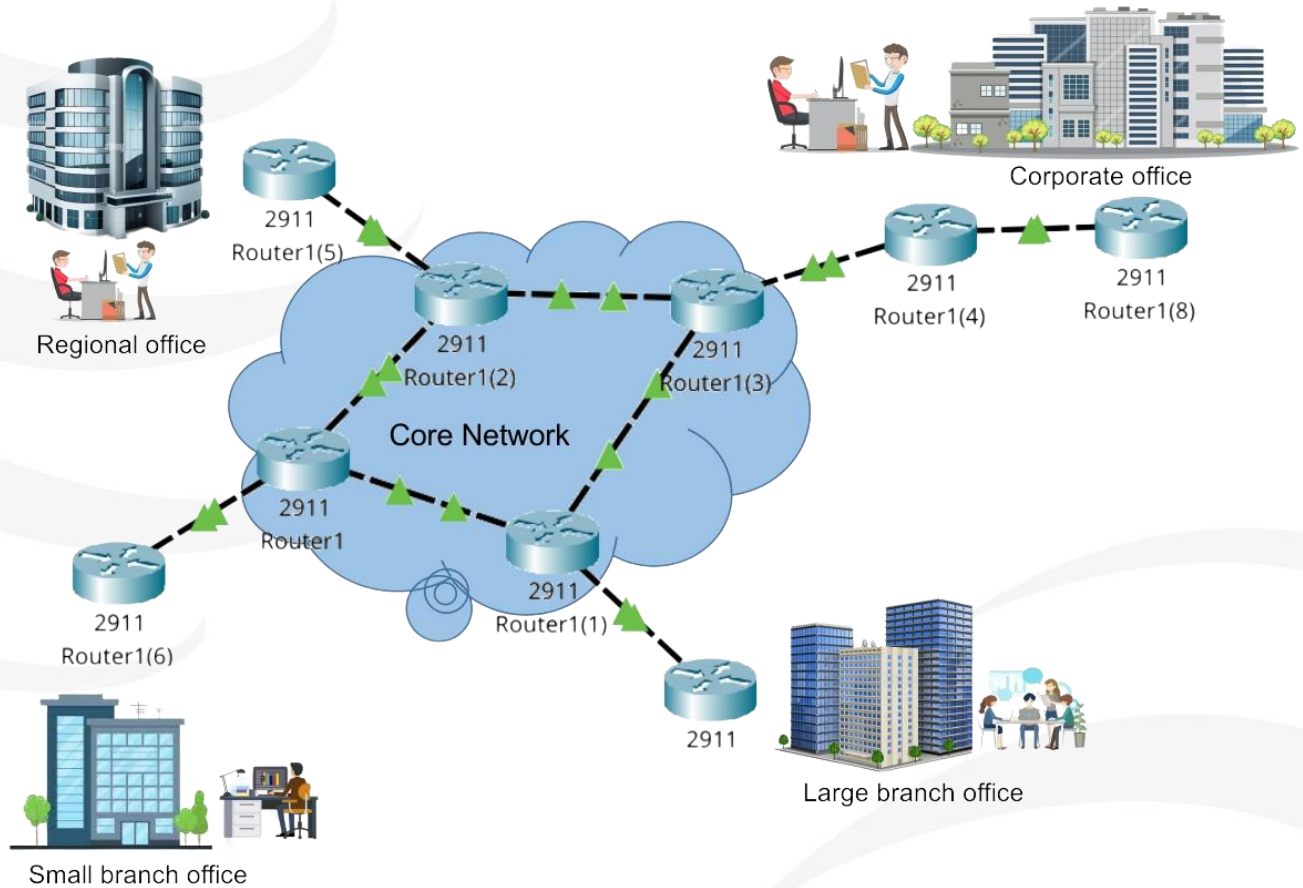 Corporate office
2911
Router1(5)
2911
Router1(4)
2911
Router1(8)
Regional office
2911
Router1(2)
2911
Router1(3)
Core Network
2911
Router1
2911
Router1(1)
2911
Router1(6)
2911
Large branch office
Small branch office